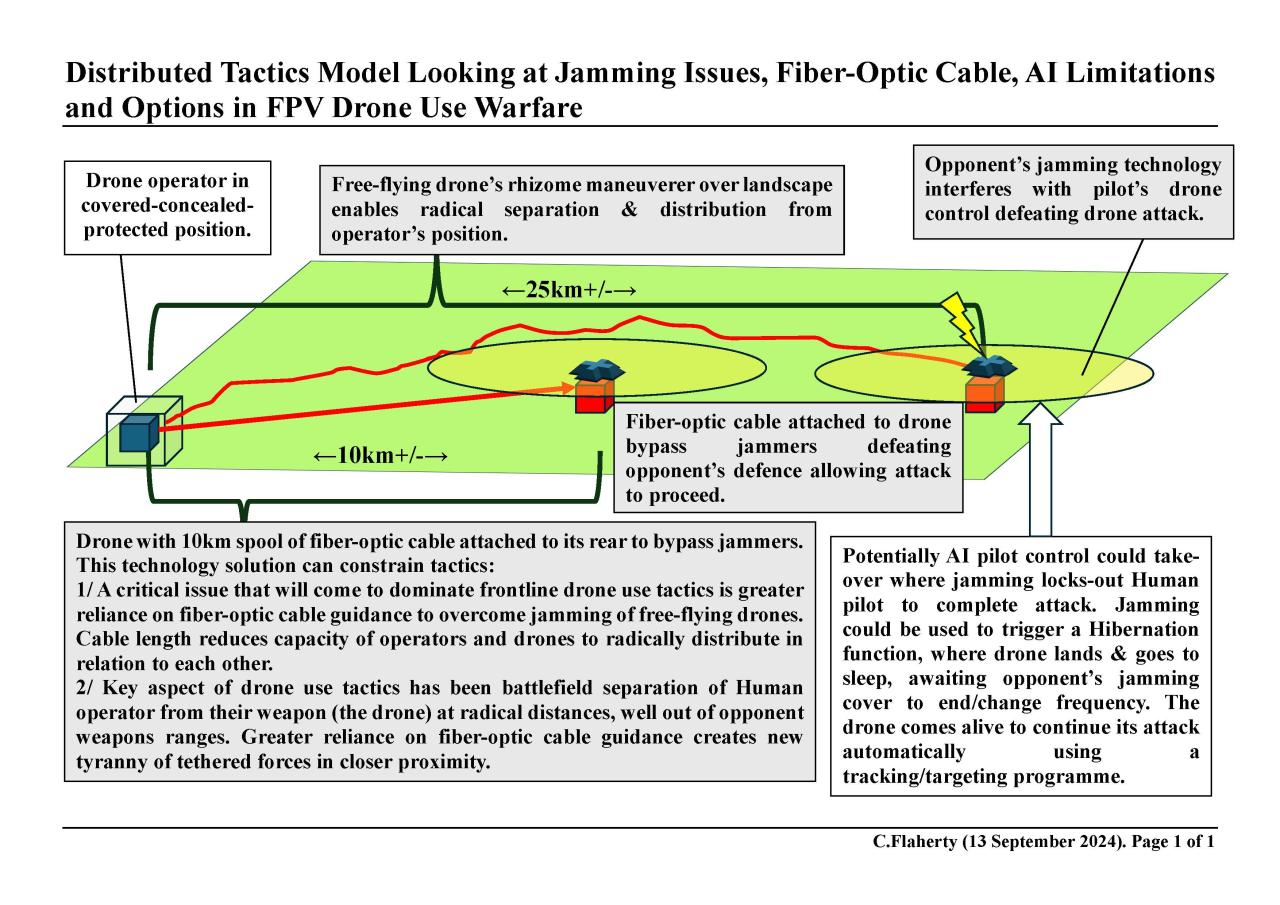 Distributed Tactics Model Looking at Jamming Issues, Fiber-Optic Cable, AI Limitations
and Options in FPV Drone Use Warfare
Drone operator in
covered-concealed-
protected position.
Free-flying drone’s rhizome maneuverer over landscape
enables radical separation & distribution from
operator’s position.
Opponent’s jamming technology
interferes with pilot’s drone
control defeating drone attack.
←25km+/-→
←10km+/-→
Fiber-optic cable attached to drone
bypass jammers defeating
opponent’s defence allowing attack
to proceed.
Drone with 10km spool of fiber-optic cable attached to its rear to bypass jammers.
This technology solution can constrain tactics:
1/ A critical issue that will come to dominate frontline drone use tactics is greater
reliance on fiber-optic cable guidance to overcome jamming of free-flying drones.
Cable length reduces capacity of operators and drones to radically distribute in
relation to each other.
2/ Key aspect of drone use tactics has been battlefield separation of Human
operator from their weapon (the drone) at radical distances, well out of opponent
weapons ranges. Greater reliance on fiber-optic cable guidance creates new
tyranny of tethered forces in closer proximity.
Potentially AI pilot control could take-
over where jamming locks-out Human
pilot to complete attack. Jamming
could be used to trigger a Hibernation
function, where drone lands & goes to
sleep, awaiting opponent’s jamming
cover to end/change frequency. The
drone comes alive to continue its attack
automatically using a
tracking/targeting programme.
C.Flaherty (13 September 2024). Page 1 of 1